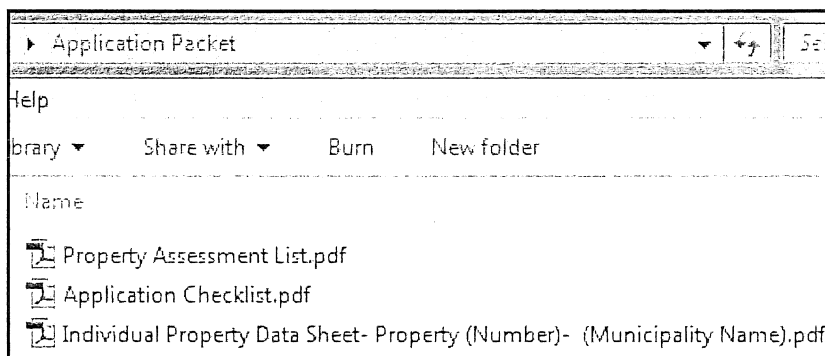 Application Packet
Help
brary Share with Burn New folder
Name
Property Assessment List.pdf
Application Checklist.pdf
Individual Property Data Sheet- Property (Number)- (Municipality Name).pdf